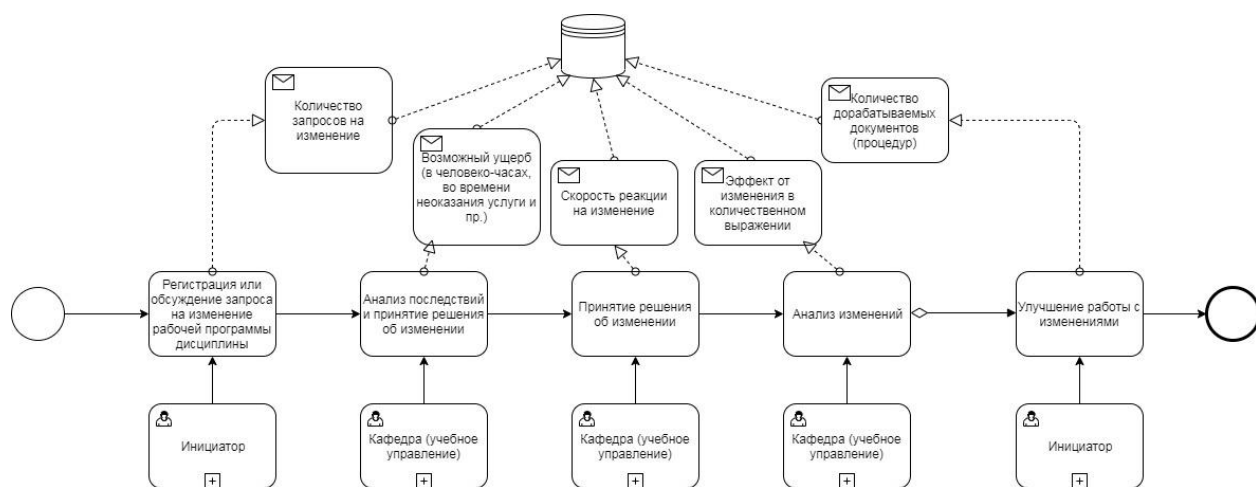 Количество
запросов на
изменение
Количество
дорабатываемых
документов
(процедур)
Возможный ущерб
(в человеко-часах,
во времени
неоказания услуги и
пр.)
Скорость реакции
на изменение
Эффект от
изменения в
количественном
выражении
Регистрация или
обсуждение запроса
на изменение
рабочей программы
дисциплины
Анализ последствий
и принятие решения
об изменении
Принятие решения
об изменении
Анализ изменений
Улучшение работы с
изменениями
Инициатор
Кафедра (учебное
управление)
Кафедра (учебное
управление)
Кафедра (учебное
управление)
Инициатор